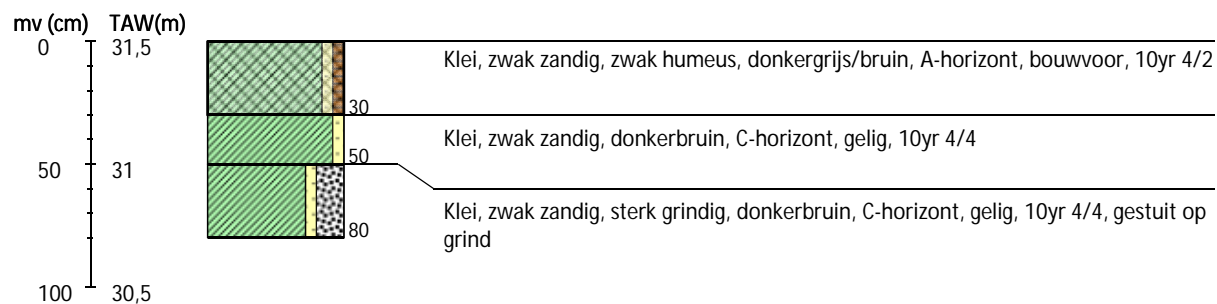 mv (cm) TAW(m)
0 31,5
Klei, zwak zandig, zwak humeus, donkergrijs/bruin, A-horizont, bouwvoor, 10yr 4/2
30
Klei, zwak zandig, donkerbruin, C-horizont, gelig, 10yr 4/4
50
50 31
Klei, zwak zandig, sterk grindig, donkerbruin, C-horizont, gelig, 10yr 4/4, gestuit op
grind
80
100 30,5